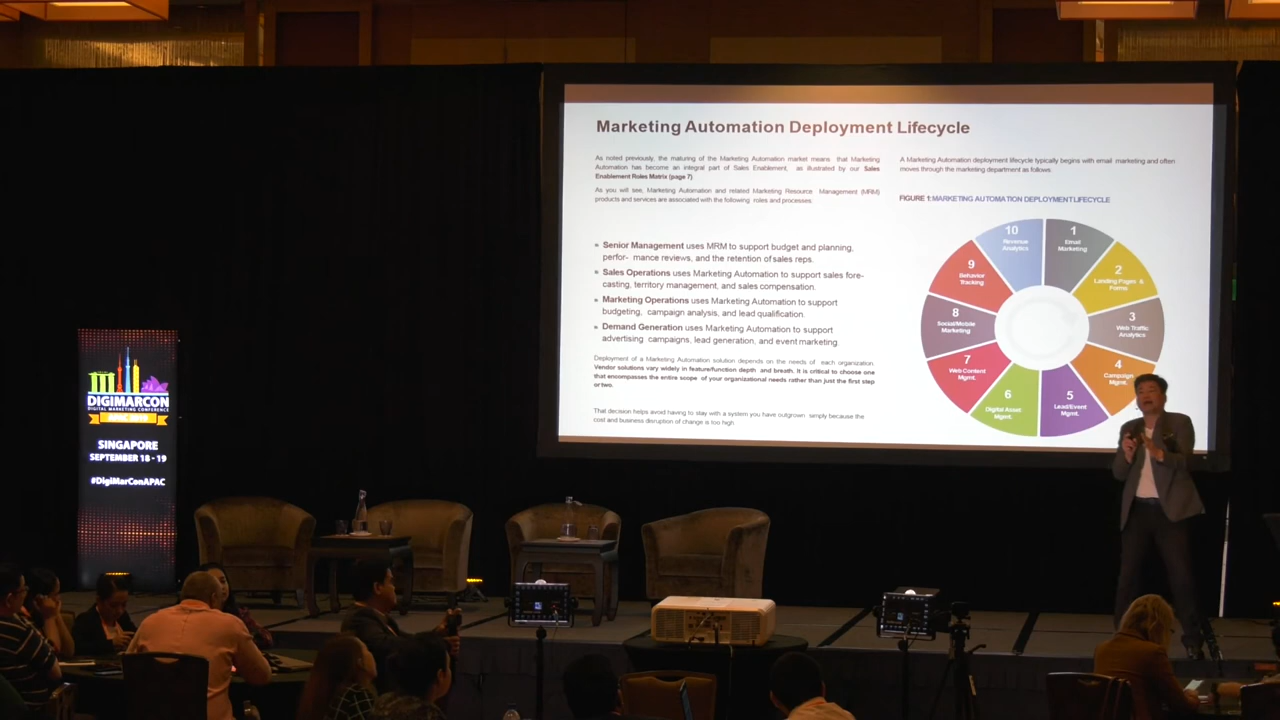 Marketing Automation Deployment Lifecycle
As noted previously, the maturing of the Marketing Automation market means that Marketing
Automation has become an integral part of Sales Enablement, as illustrated by our Sales
Enablement Roles Matrix (page 7)
As you will see, Marketing Automation and related Marketing Resource Management (MRM)
products and services are associated with the following roles and processes:
Senior Management uses MRM to support budget and planning,
perfor- mance reviews, and the retention of sales reps.
Sales Operations uses Marketing Automation to support sales fore-
casting, territory management, and sales compensation.
Marketing Operations uses Marketing Automation to support
budgeting, campaign analysis, and lead qualification.
Demand Generation uses Marketing Automation to support
advertising campaigns, lead generation, and event marketing.
Deployment of a Marketing Automation solution depends on the needs of each organization.
Vendor solutions vary widely in feature/function depth and breath. It is critical to choose one
that encompasses the entire scope of your organizational needs rather than just the first step
or two.
That decision helps avoid having to stay with a system you have outgrown simply because the
cost and business disruption of change is too high.
A Marketing Automation deployment lifecycle typically begins with email marketing and often
moves through the marketing department as follows
FIGURE 1: MARKETING AUTOMATION DEPLOYMENT LIFECYCLE
1
Email
Marketing
2
Landing Pages &
Forms
3
Web Traffic
Analytics
4
Campaign
Mgmt.
5
Lead/Event
Mgmt.
6
Digital Asset
Mgmt.
7
Web Content
Mgmt.
8
Social/Mobile
Marketing
9
Behavior
Tracking
10
Revenue
Analytics
DIGIMARCON
DIGITAL MARKETING CONFERENCE
APAC 2019
SINGAPORE
SEPTEMBER 18 - 19
#DigiMarConAPAC